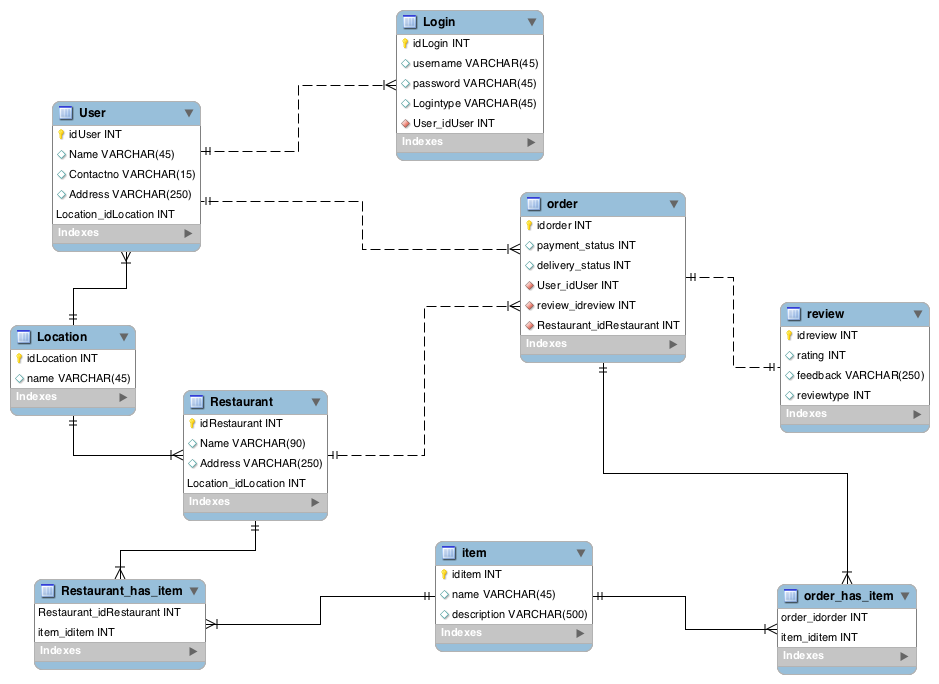 Login
idLogin INT
username VARCHAR(45)
password VARCHAR(45)
Logintype VARCHAR(45)
User_idUser INT
Indexes
User
idUser INT
Name VARCHAR(45)
Contactno VARCHAR(15)
Address VARCHAR(250)
Location_idLocation INT
Indexes
order
idorder INT
payment_status INT
delivery_status INT
User_idUser INT
review_idreview INT
Restaurant_idRestaurant INT
Indexes
review
idreview INT
rating INT
feedback VARCHAR(250)
reviewtype INT
Indexes
Location
idLocation INT
name VARCHAR(45)
Indexes
Restaurant
idRestaurant INT
Name VARCHAR(90)
Address VARCHAR(250)
Location_idLocation INT
Indexes
item
iditem INT
name VARCHAR(45)
description VARCHAR(500)
Indexes
Restaurant_has_item
Restaurant_idRestaurant INT
item_iditem INT
Indexes
order_has_item
order_idorder INT
item_iditem INT
Indexes